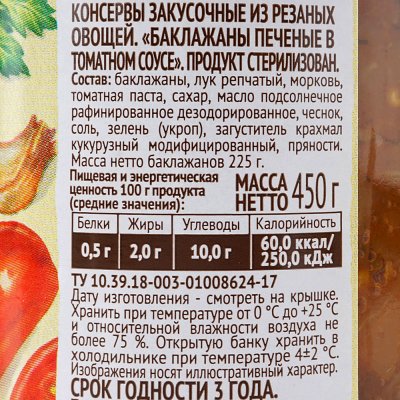 КОНСЕРВЫ ЗАКУСОЧНЫЕ ИЗ РЕЗАНЫХ
ОВОЩЕЙ. «БАКЛАЖАНЫ ПЕЧЕНЫЕ В
ТОМАТНОМ СОУСЕ». ПРОДУКТ СТЕРИЛИЗОВАН.
Состав: баклажаны, лук репчатый, морковь,
томатная паста, сахар, масло подсолнечное
рафинированное дезодорированное, чеснок,
соль, зелень (укроп), загуститель крахмал
кукурузный модифицированный, пряности.
Масса нетто баклажанов 225 г.
Пищевая и энергетическая
ценность 100 г продукта
(средние значения):
МАССА
НЕТТО 450 г
Белки Жиры Углеводы Калорийность
0,5 г 2,0 г 10,0 г 60,0 ккал/
250,0 кДж
ТУ 10.39.18-003-01008624-17
Дату изготовления - смотреть на крышке.
Хранить при температуре от 0 °С до +25 °С
и относительной влажности воздуха не
более 75 %. Открытую банку хранить в
холодильнике при температуре 4±2 °С.
Изображения носят иллюстративный характер.
СРОК ГОДНОСТИ 3 ГОДА.